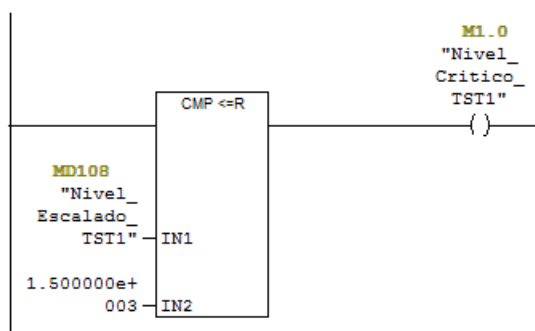 M1.0
"Nivel_
Critico_
TST1"
CMP <=R
MD108
"Nivel_
Escalado_
TST1"
IN1
1.500000e+
003
IN2